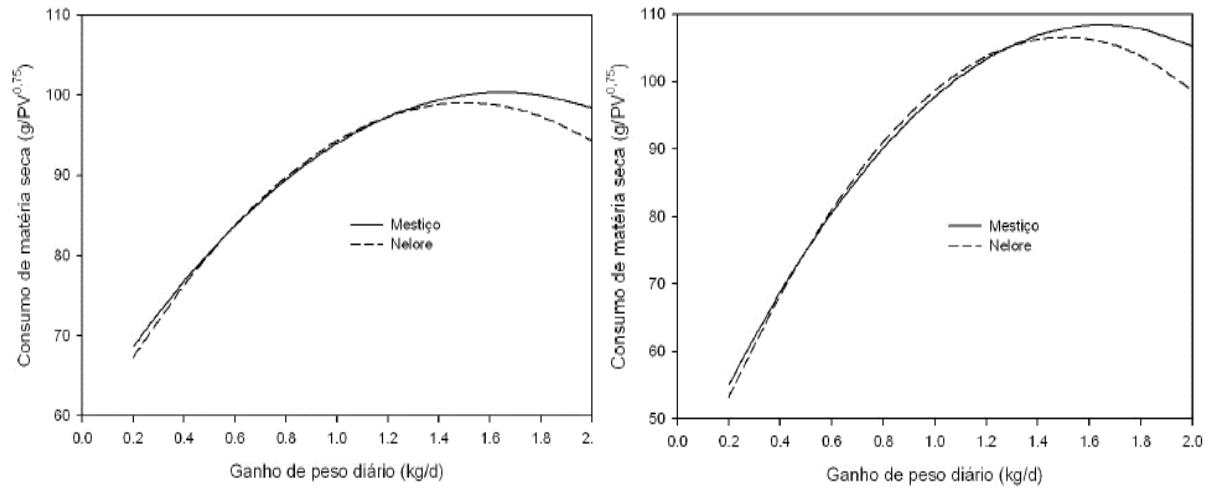 110
100
90
80
70
60
Consumo de matéria seca (g/PV^0,75)
Mestiço
Nelore
0.0 0.2 0.4 0.6 0.8 1.0 1.2 1.4 1.6 1.8 2.
Ganho de peso diário (kg/d)
110
100
90
80
70
60
50
Consumo de matéria seca (g/PV^0,75)
Mestiço
Nelore
0.0 0.2 0.4 0.6 0.8 1.0 1.2 1.4 1.6 1.8 2.0
Ganho de peso diário (kg/d)